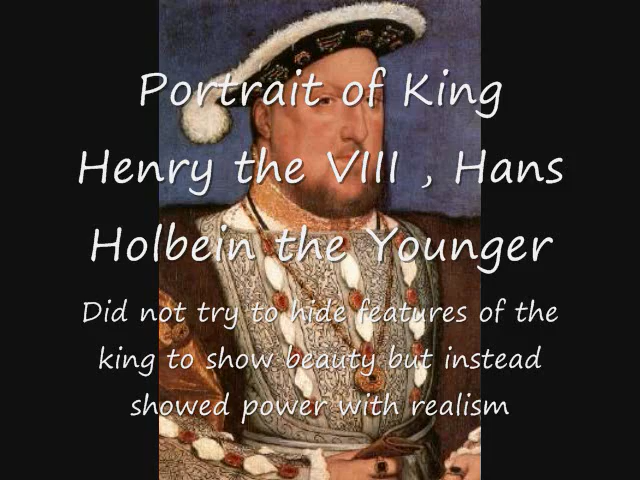 Portrait of King
Henry the VIII , Hans
Holbein the Younger
Did not try to hide features of the
king to show beauty but instead
showed power with realism